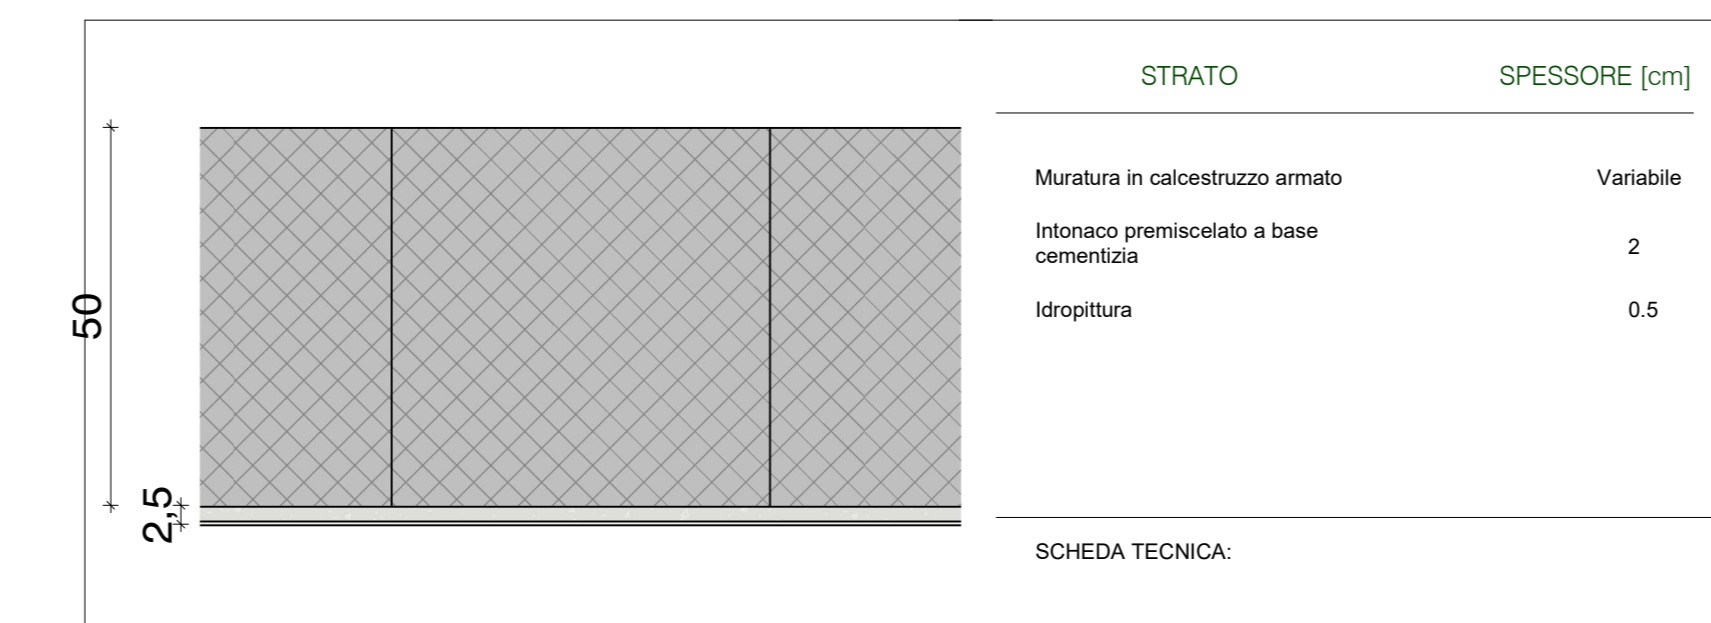 STRATO SPESSORE [cm]
Muratura in calcestruzzo armato Variabile
Intonaco premiscelato a base
cementizia 2
Idropittura 0.5
50
2,5
SCHEDA TECNICA: